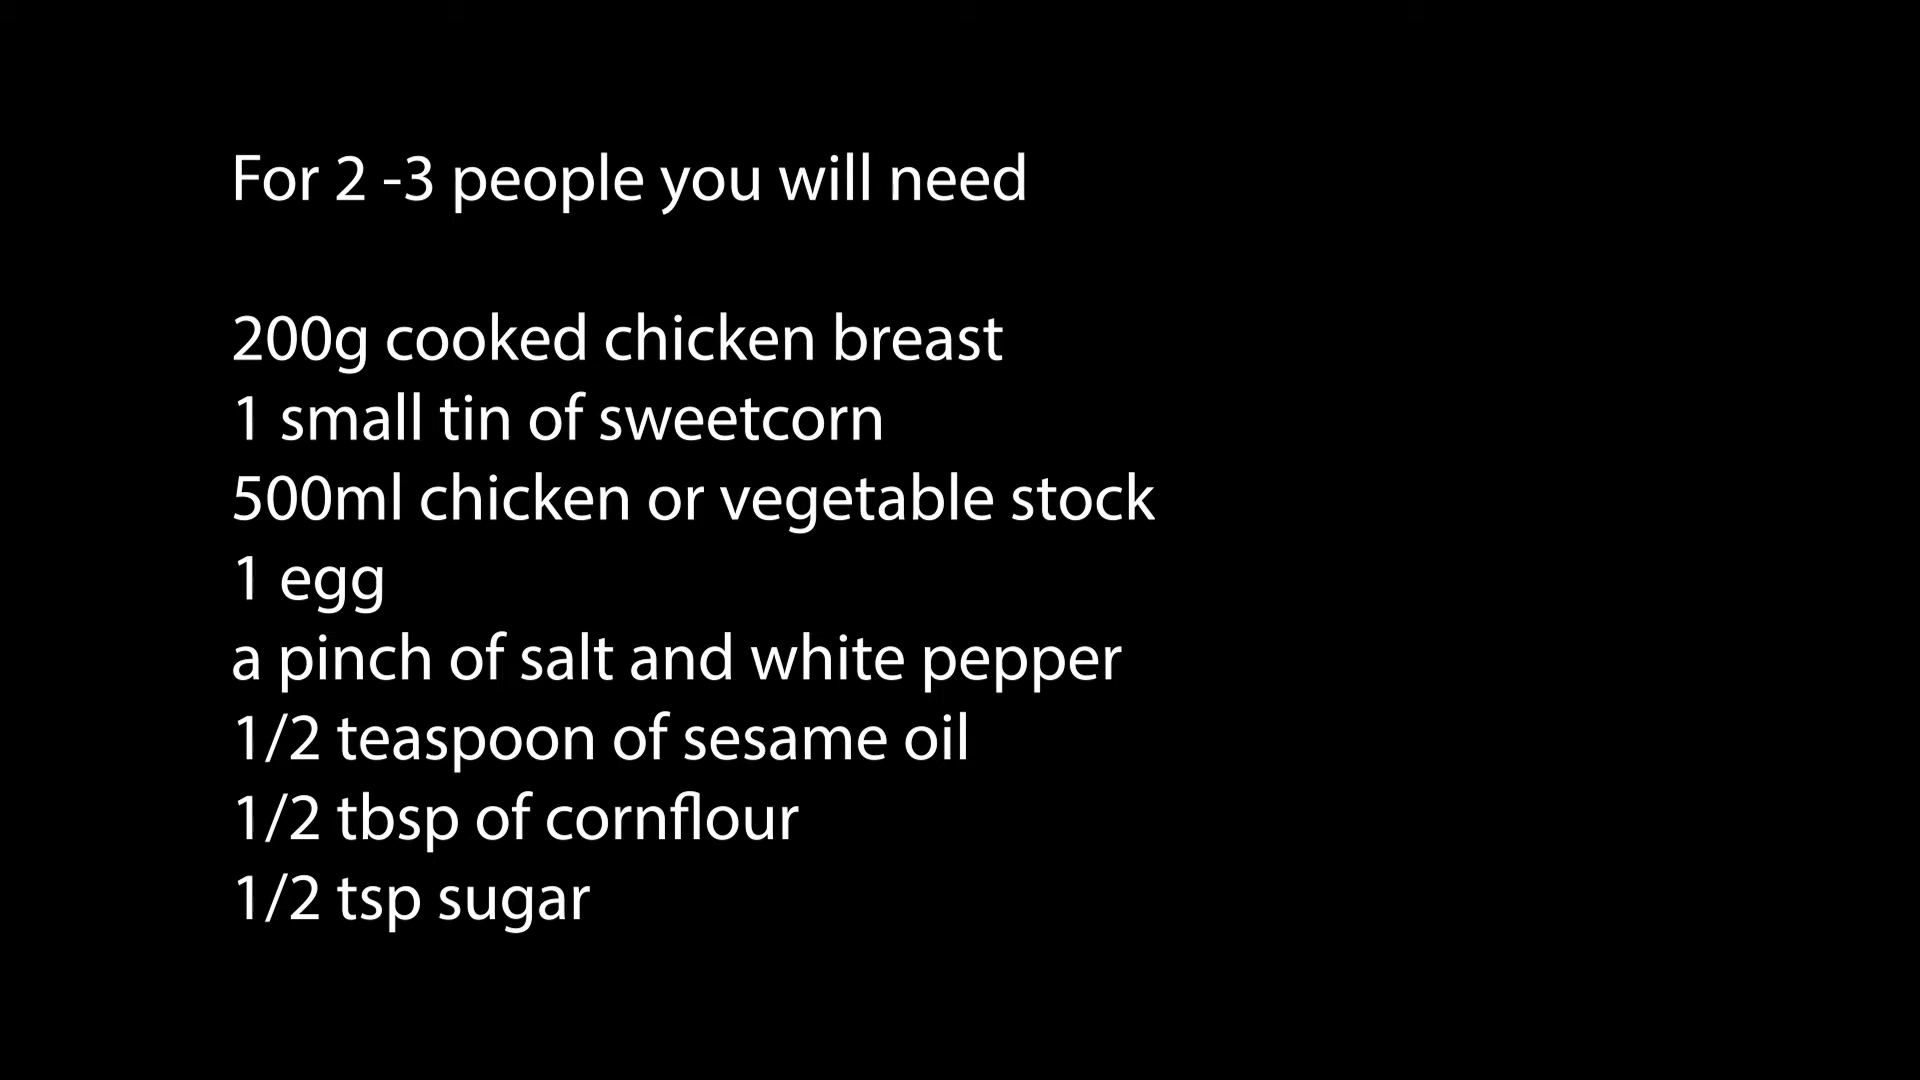 For 2 -3 people you will need
200g cooked chicken breast
1 small tin of sweetcorn
500ml chicken or vegetable stock
1 egg
a pinch of salt and white pepper
1/2 teaspoon of sesame oil
1/2 tbsp of cornflour
1/2 tsp sugar